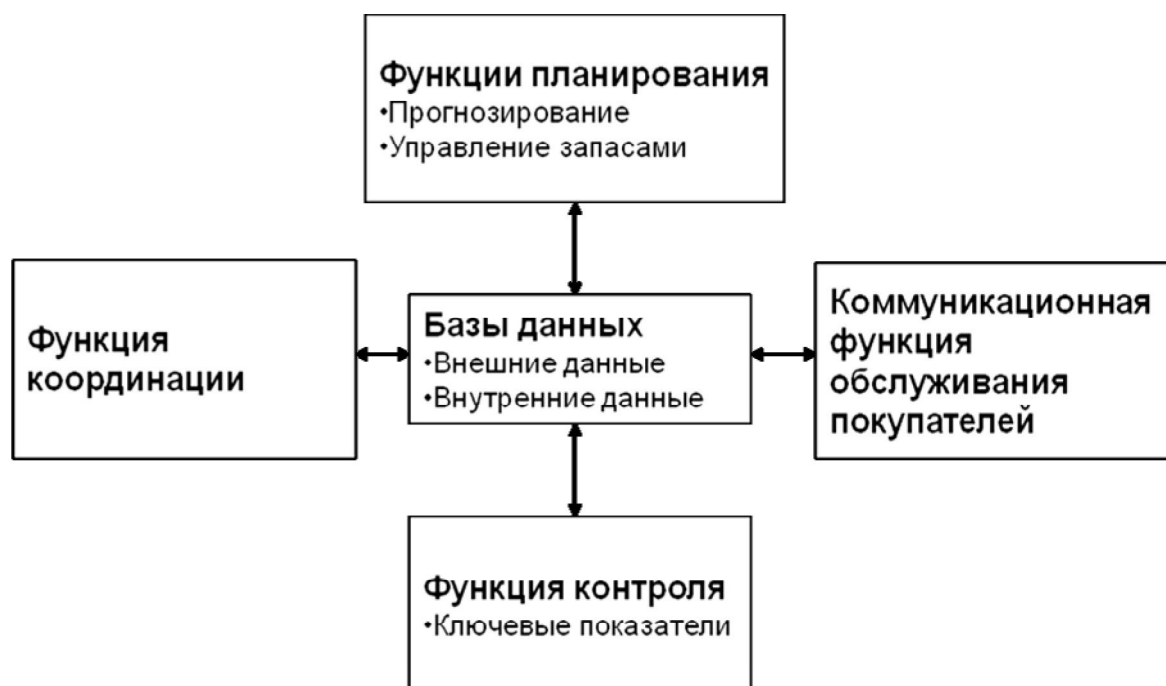 Функции планирования
•Прогнозирование
•Управление запасами
Функция
координации
Базы данных
•Внешние данные
•Внутренние данные
Коммуникационная
функция
обслуживания
покупателей
Функция контроля
•Ключевые показатели